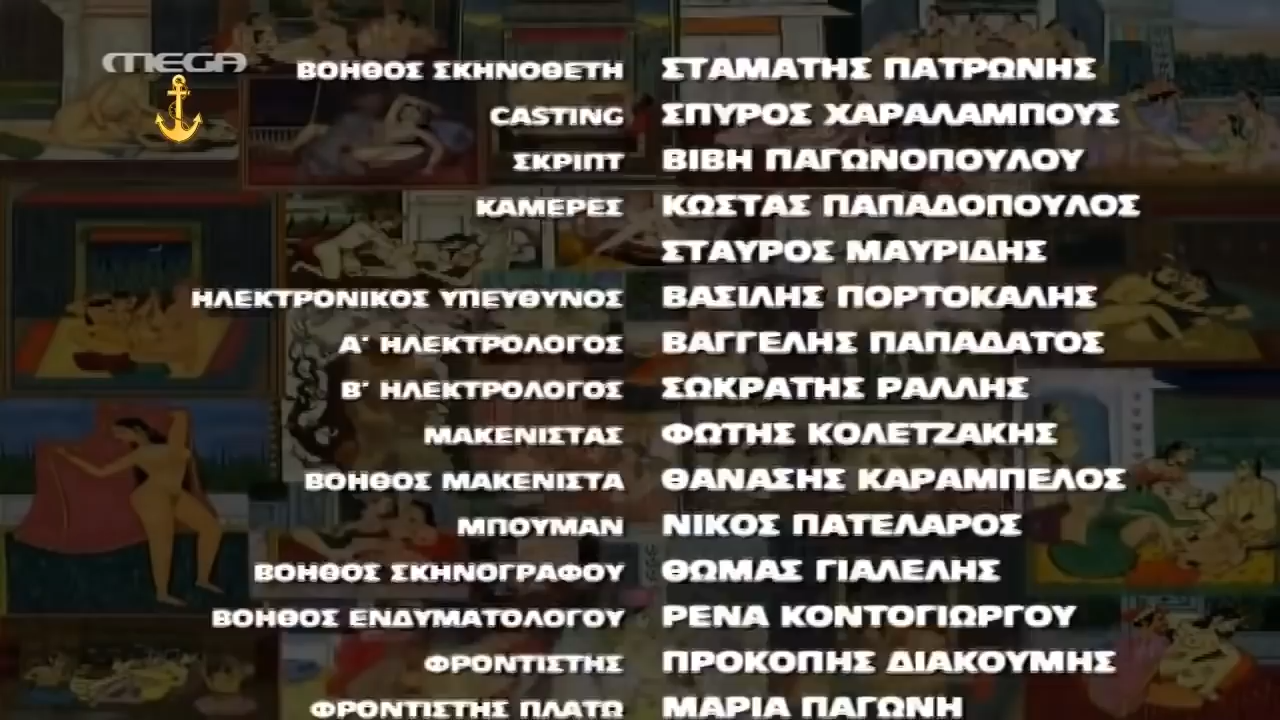 MEGA
ΒΟΗΘΟΣ ΣΚΗΝΟΘΕΤΗ ΣΤΑΜΑΤΗΣ ΠΑΤΡΩΝΗΣ
CASTING ΣΠΥΡΟΣ ΧΑΡΑΛΑΜΠΟΥΣ
ΣΚΡΙΠΤ ΒΙΒΗ ΠΑΓΩΝΟΠΟΥΛΟΥ
ΚΑΜΕΡΕΣ ΚΩΣΤΑΣ ΠΑΠΑΔΟΠΟΥΛΟΣ
ΣΤΑΥΡΟΣ ΜΑΥΡΙΔΗΣ
ΗΛΕΚΤΡΟΝΙΚΟΣ ΥΠΕΥΘΥΝΟΣ ΒΑΣΙΛΗΣ ΠΟΡΤΟΚΑΛΗΣ
Α' ΗΛΕΚΤΡΟΛΟΓΟΣ ΒΑΓΓΕΛΗΣ ΠΑΠΑΔΑΤΟΣ
Β' ΗΛΕΚΤΡΟΛΟΓΟΣ ΣΩΚΡΑΤΗΣ ΡΑΛΛΗΣ
ΜΑΚΕΝΙΣΤΑΣ ΦΩΤΗΣ ΚΟΛΕΤΖΑΚΗΣ
ΒΟΗΘΟΣ ΜΑΚΕΝΙΣΤΑ ΘΑΝΑΣΗΣ ΚΑΡΑΜΠΕΛΟΣ
ΜΠΟΥΜΑΝ ΝΙΚΟΣ ΠΑΤΕΛΑΡΟΣ
ΒΟΗΘΟΣ ΣΚΗΝΟΓΡΑΦΟΥ ΘΩΜΑΣ ΓΙΑΛΕΛΗΣ
ΒΟΗΘΟΣ ΕΝΔΥΜΑΤΟΛΟΓΟΥ ΡΕΝΑ ΚΟΝΤΟΓΙΩΡΓΟΥ
ΦΡΟΝΤΙΣΤΗΣ ΠΡΟΚΟΠΗΣ ΔΙΑΚΟΥΜΗΣ
ΦΡΟΝΤΙΣΤΗΣ ΠΛΑΤΩ ΜΑΡΙΑ ΠΑΓΩΝΗ